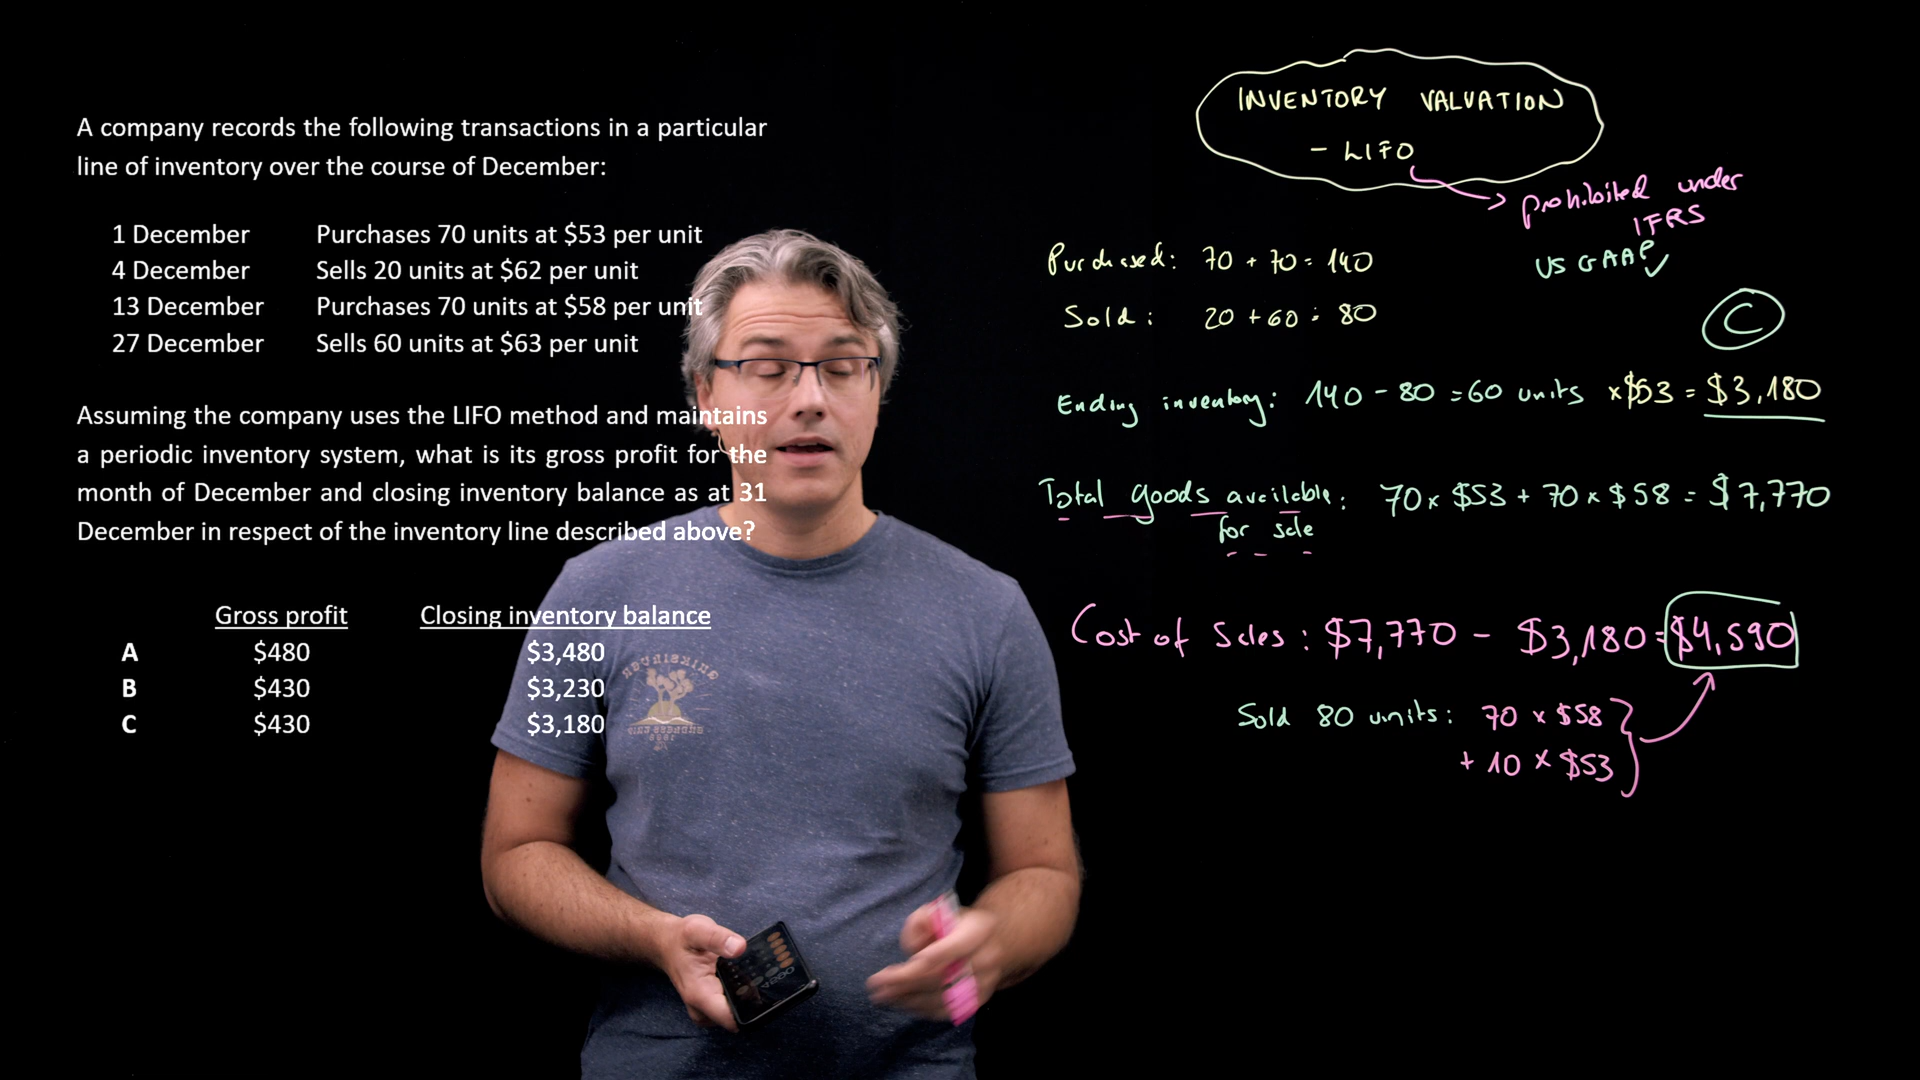 A company records the following transactions in a particular
line of inventory over the course of December:
1 December Purchases 70 units at $53 per unit
4 December Sells 20 units at $62 per unit
13 December Purchases 70 units at $58 per unit
27 December Sells 60 units at $63 per unit
Assuming the company uses the LIFO method and maintains
a periodic inventory system, what is its gross profit for the
month of December and closing inventory balance as at 31
December in respect of the inventory line described above?
Gross profit Closing inventory balance
A $480 $3,480
B $430 $3,230
C $430 $3,180
INVENTORY VALUATION
- LIFO
prohibited under
IFRS
US GAAP ✓
Purchased: 70 + 70 = 140
Sold: 20 + 60 = 80
C
Ending inventory: 140 - 80 = 60 units x $53 = $3,180
Total goods available: 70 x $53 + 70 x $58 = $7,770
for sale
Cost of Sales: $7,770 - $3,180 = $4,590
Sold 80 units: 70 x $58
+ 10 x $53